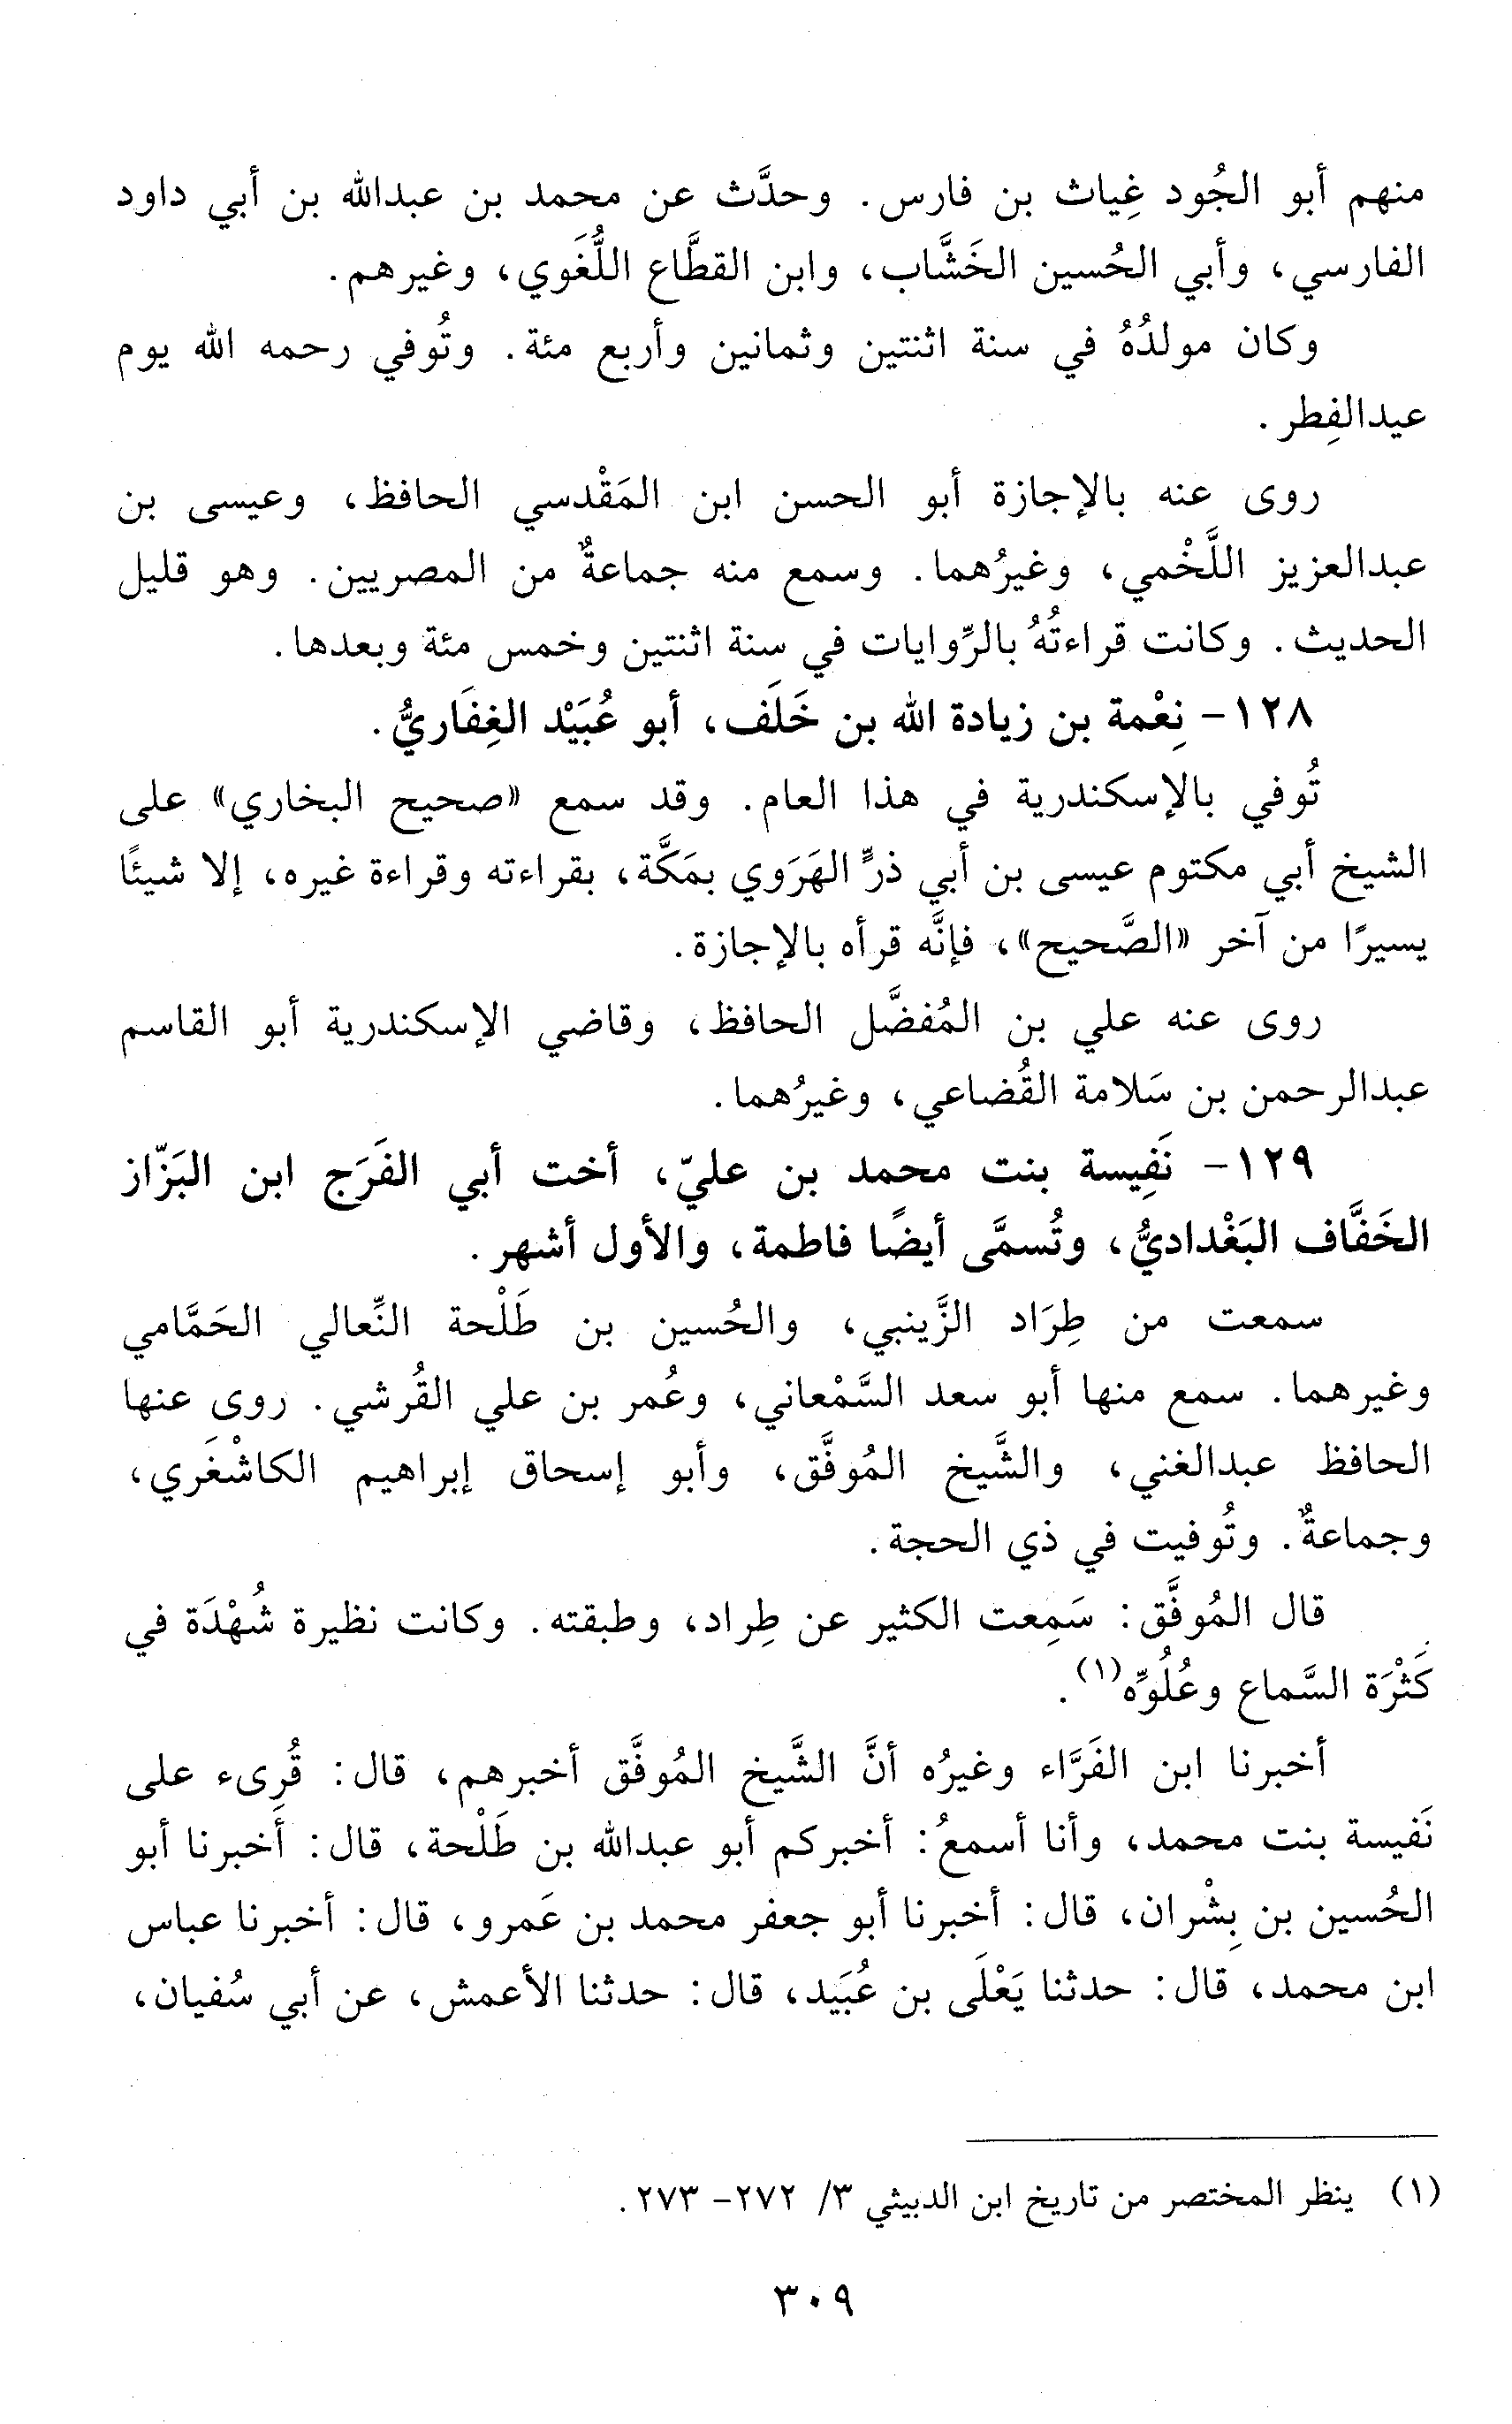 منهم أبو الجُود غِياث بن فارس. وحدَّث عن محمد بن عبدالله بن أبي داود
الفارسي، وأبي الحُسين الخَشَّاب، وابن القطَّاع اللُّغَوي، وغيرهم.
وكان مولدُهُ في سنة اثنتين وثمانين وأربع مئة. وتُوفي رحمه الله يوم
عيدالفِطر.
روى عنه بالإجازة أبو الحسن ابن المَقْدسي الحافظ، وعيسى بن
عبدالعزيز اللَّخْمي، وغيرُهما. وسمع منه جماعةٌ من المصريين. وهو قليل
الحديث. وكانت قراءتُهُ بالرِّوايات في سنة اثنتين وخمس مئة وبعدها.
١٢٨- نِعْمة بن زيادة الله بن خَلَف، أبو عُبَيْد الغِفَاريُّ.
تُوفي بالإسكندرية في هذا العام. وقد سمع «صحيح البخاري» على
الشيخ أبي مكتوم عيسى بن أبي ذرٍّ الهَرَوي بمَكَّة، بقراءته وقراءة غيره، إلا شيئًا
يسيرًا من آخر «الصَّحيح»، فإنَّه قرأه بالإجازة.
روى عنه علي بن المُفضَّل الحافظ، وقاضي الإسكندرية أبو القاسم
عبدالرحمن بن سَلامة القُضاعي، وغيرُهما.
١٢٩- نَفِيسة بنت محمد بن عليّ، أخت أبي الفَرَج ابن البَزّاز
الخَفَّاف البَغْداديُّ، وتُسمَّى أيضًا فاطمة، والأول أشهر.
سمعت من طِرَاد الزَّينبي، والحُسين بن طَلْحة النِّعالي الحَمَّامي
وغيرهما. سمع منها أبو سعد السَّمْعاني، وعُمر بن علي القُرشي. روى عنها
الحافظ عبدالغني، والشَّيخ المُوفَّق، وأبو إسحاق إبراهيم الكاشْغَري،
وجماعةٌ. وتُوفيت في ذي الحجة.
قال المُوفَّق: سَمِعت الكثير عن طِراد، وطبقته. وكانت نظيرة شُهْدَة في
كَثْرَة السَّماع وعُلُوِّه(١).
أخبرنا ابن الفَرَّاء وغيرُه أنَّ الشَّيخ المُوفَّق أخبرهم، قال: قُرِىء على
نَفيسة بنت محمد، وأنا أسمعُ: أخبركم أبو عبدالله بن طَلْحة، قال: أخبرنا أبو
الحُسين بن بِشْران، قال: أخبرنا أبو جعفر محمد بن عَمرو، قال: أخبرنا عباس
ابن محمد، قال: حدثنا يَعْلَى بن عُبَيد، قال: حدثنا الأعمش، عن أبي سُفيان،
(١) ينظر المختصر من تاريخ ابن الدبيثي ٣/ ٢٧٢- ٢٧٣.
٣٠٩